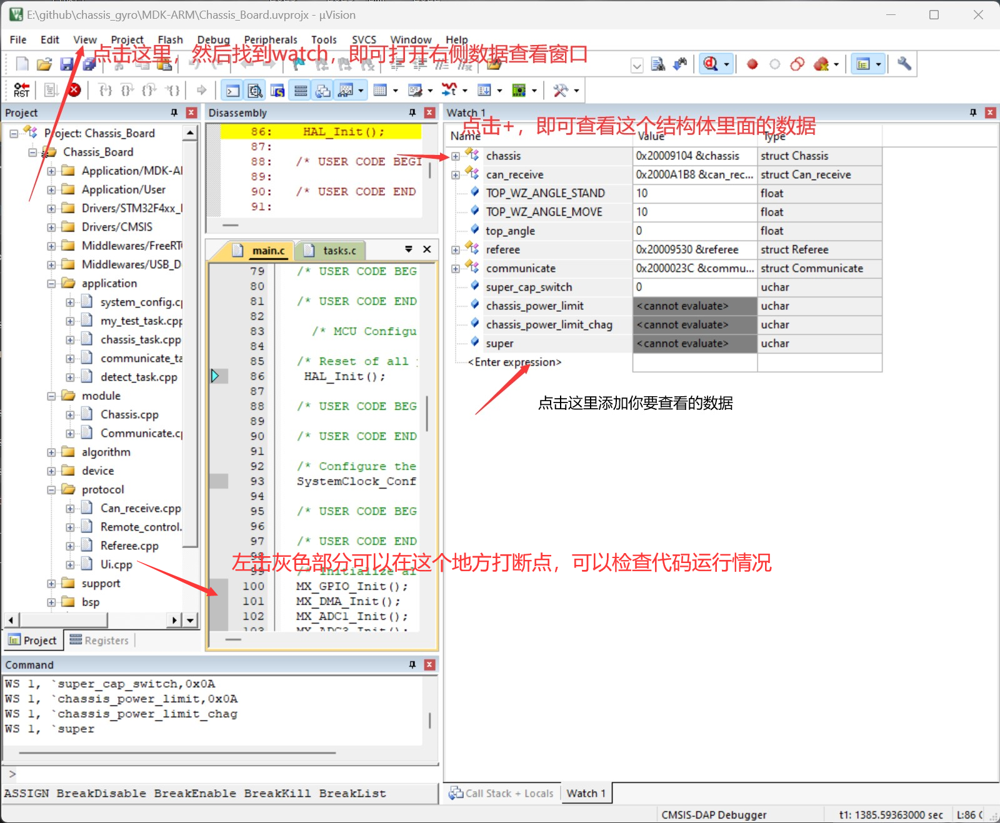 E:\github\chassis_gyro\MDK-ARM\Chassis_Board.uvprojx - µVision
File Edit View Project Flash Debug Peripherals Tools SVCS Window Help
点击这里，然后找到watch，即可打开右侧数据查看窗口
RST
Project
Project: Chassis_Board
Chassis_Board
Application/MDK-AI
Application/User
Drivers/STM32F4xx_
Drivers/CMSIS
Middlewares/FreeRT
Middlewares/USB_D
application
system_config.c
my_test_task.cpp
chassis_task.cpp
communicate_ta
detect_task.cpp
module
Chassis.cpp
Communicate.c
algorithm
device
protocol
Can_receive.cpp
Remote_control.
Referee.cpp
Ui.cpp
support
bsp
Project Registers
Disassembly
86: HAL_Init();
87:
88: /* USER CODE BEGI
89:
90: /* USER CODE END
91:
main.c tasks.c
79 /* USER CODE BEG
80
81 /* USER CODE END
82
83 /* MCU Configu
84
85 /* Reset of all
86 HAL_Init();
87
88 /* USER CODE BEG
89
90 /* USER CODE END
91
92 /* Configure the
93 SystemClock_Conf
94
95 /* USER CODE BEG
96
97 /* USER CODE END
98
左击灰色部分可以在这个地方打断点，可以检查代码运行情况
99 /* Initialize al
100 MX_GPIO_Init();
101 MX_DMA_Init();
102 MX_ADC1_Init();
103 MX_ADC3_Init();
Watch 1
点击+，即可查看这个结构体里面的数据
Name Value Type
chassis 0x20009104 &chassis struct Chassis
can_receive 0x2000A1B8 &can_rec... struct Can_receive
TOP_WZ_ANGLE_STAND 10 float
TOP_WZ_ANGLE_MOVE 10 float
top_angle 0 float
referee 0x20009530 &referee struct Referee
communicate 0x2000023C &commu... struct Communicate
super_cap_switch 0 uchar
chassis_power_limit <cannot evaluate> uchar
chassis_power_limit_chag <cannot evaluate> uchar
super <cannot evaluate> uchar
<Enter expression>
点击这里添加你要查看的数据
Command
WS 1, `super_cap_switch,0x0A
WS 1, `chassis_power_limit,0x0A
WS 1, `chassis_power_limit_chag
WS 1, `super
>
ASSIGN BreakDisable BreakEnable BreakKill BreakList
Call Stack + Locals Watch 1
CMSIS-DAP Debugger t1: 1385.59363000 sec L:86 C